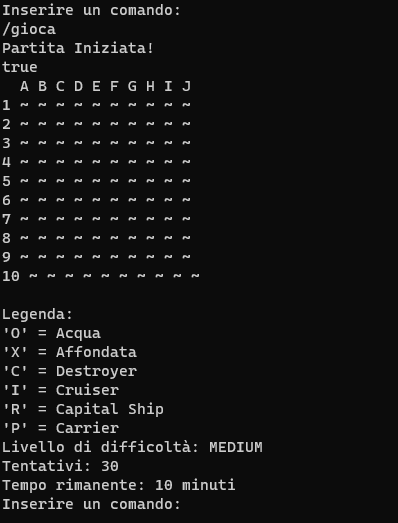 Inserire un comando:
/gioca
Partita Iniziata!
true
  A B C D E F G H I J
1 ~ ~ ~ ~ ~ ~ ~ ~ ~ ~
2 ~ ~ ~ ~ ~ ~ ~ ~ ~ ~
3 ~ ~ ~ ~ ~ ~ ~ ~ ~ ~
4 ~ ~ ~ ~ ~ ~ ~ ~ ~ ~
5 ~ ~ ~ ~ ~ ~ ~ ~ ~ ~
6 ~ ~ ~ ~ ~ ~ ~ ~ ~ ~
7 ~ ~ ~ ~ ~ ~ ~ ~ ~ ~
8 ~ ~ ~ ~ ~ ~ ~ ~ ~ ~
9 ~ ~ ~ ~ ~ ~ ~ ~ ~ ~
10 ~ ~ ~ ~ ~ ~ ~ ~ ~ ~

Legenda:
'O' = Acqua
'X' = Affondata
'C' = Destroyer
'I' = Cruiser
'R' = Capital Ship
'P' = Carrier
Livello di difficoltà: MEDIUM
Tentativi: 30
Tempo rimanente: 10 minuti
Inserire un comando: